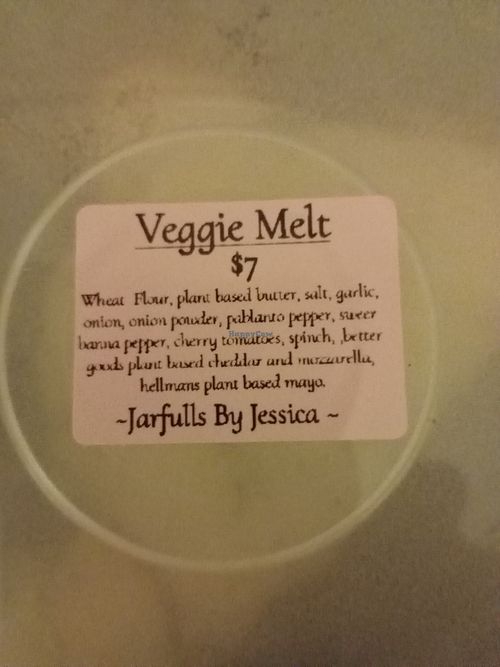 Veggie Melt
$7
Wheat Flour, plant based butter, salt, garlic,
onion, onion powder, pablanto pepper, sweet
banna pepper, cherry tomatoes, spinch, ,better
goods plant based cheddar and mozzarella,
hellmans plant based mayo.
~Jarfulls By Jessica ~
HappyCow